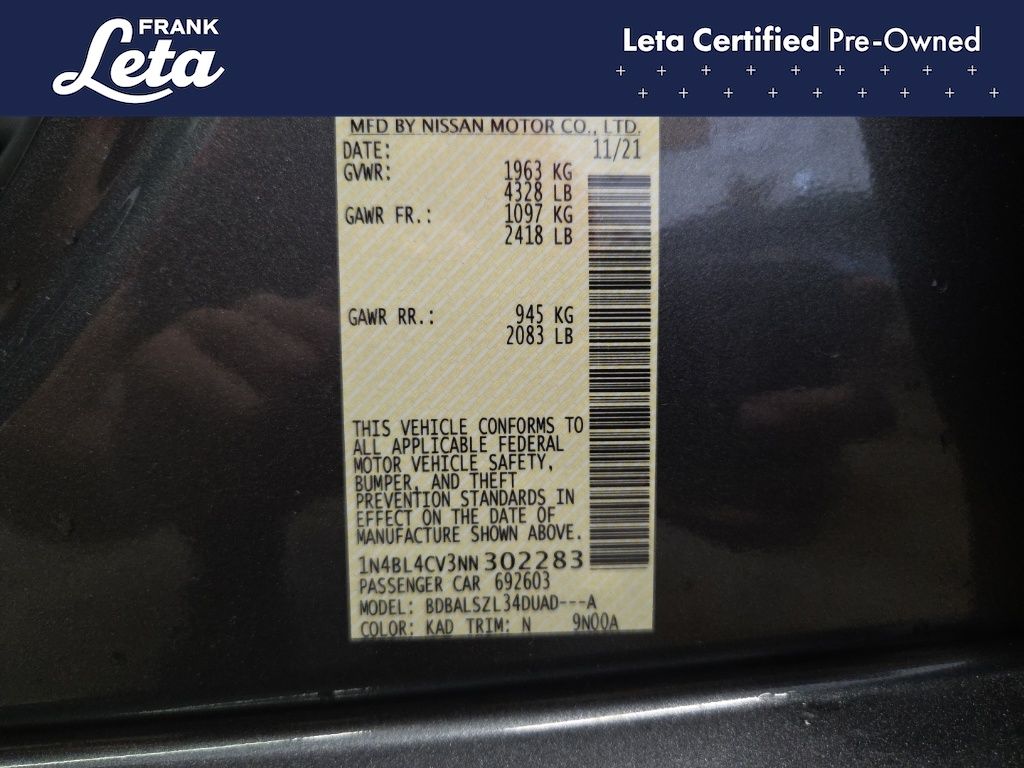 FRANK
Leta
Leta Certified Pre-Owned
MFD BY NISSAN MOTOR CO., LTD.
DATE: 11/21
GVWR: 1963 KG
4328 LB
GAWR FR.: 1097 KG
2418 LB
GAWR RR.: 945 KG
2083 LB
THIS VEHICLE CONFORMS TO
ALL APPLICABLE FEDERAL
MOTOR VEHICLE SAFETY,
BUMPER, AND THEFT
PREVENTION STANDARDS IN
EFFECT ON THE DATE OF
MANUFACTURE SHOWN ABOVE.
1N4BL4CV3NN302283
PASSENGER CAR 692603
MODEL: BDBALSZL34DUAD---A
COLOR: KAD TRIM: N 9N00A